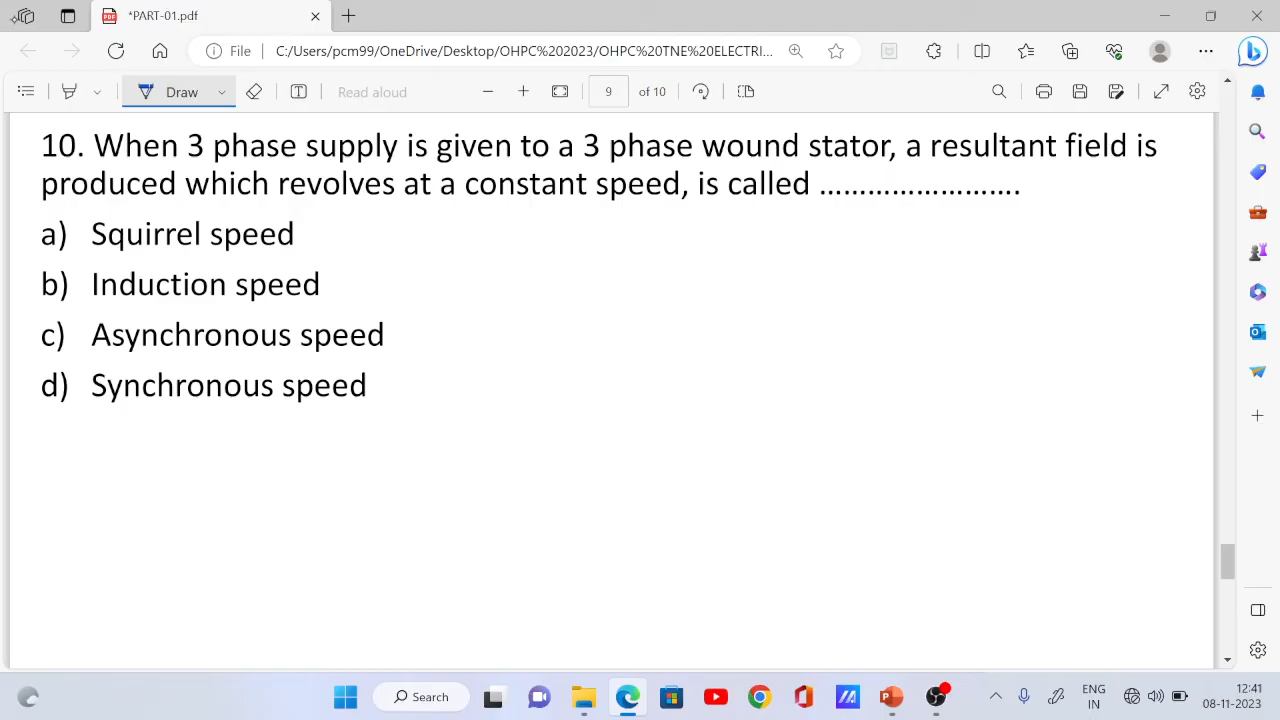 *PART-01.pdf
File
C:/Users/pcm99/OneDrive/Desktop/OHPC%202023/OHPC%20TNE%20ELECTRI...
Draw
Read aloud
9
of 10
10. When 3 phase supply is given to a 3 phase wound stator, a resultant field is
produced which revolves at a constant speed, is called …………………….
a) Squirrel speed
b) Induction speed
c) Asynchronous speed
d) Synchronous speed
Search
ENG
IN
12:41
08-11-2023